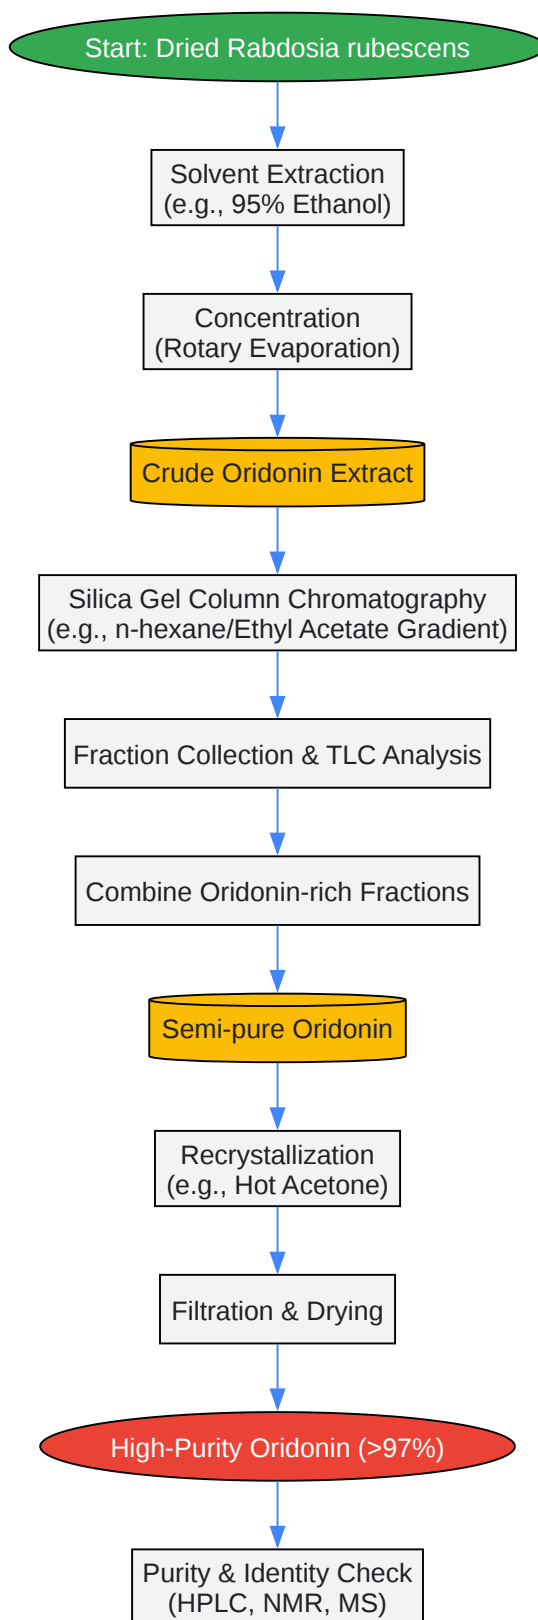 Start: Dried Rabdosia rubescens
Solvent Extraction
(e.g., 95% Ethanol)
Concentration
(Rotary Evaporation)
Crude Oridonin Extract
Silica Gel Column Chromatography
(e.g., n-hexane/Ethyl Acetate Gradient)
Fraction Collection & TLC Analysis
Combine Oridonin-rich Fractions
Semi-pure Oridonin
Recrystallization
(e.g., Hot Acetone)
Filtration & Drying
High-Purity Oridonin (>97%)
Purity & Identity Check
(HPLC, NMR, MS)